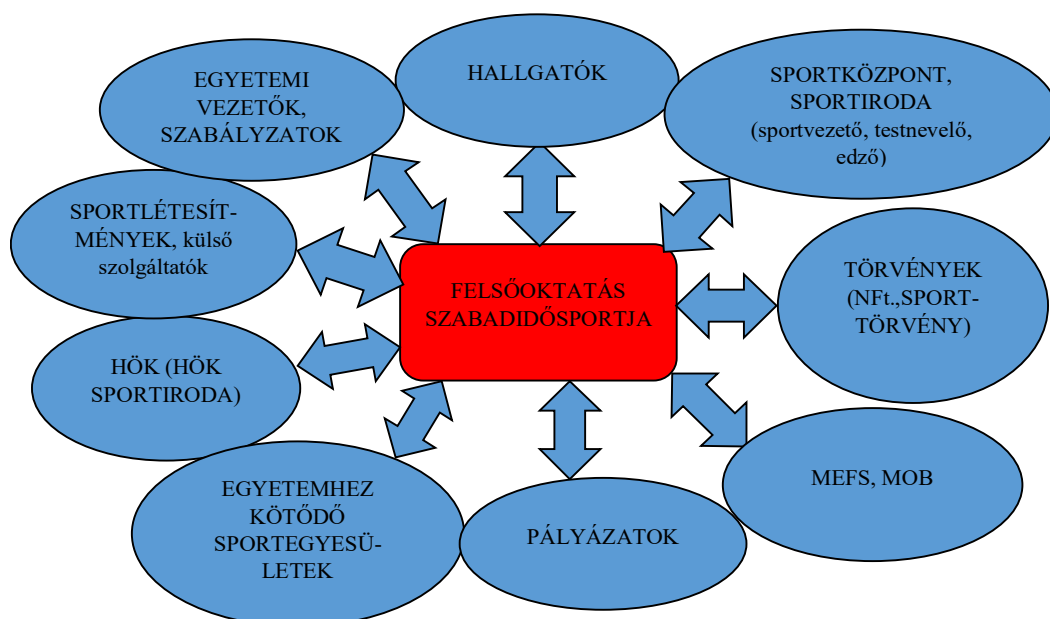 HALLGATÓK
EGYETEMI
VEZETŐK,
SZABÁLYZATOK
SPORTKÖZPONT,
SPORTIRODA
(sportvezető, testnevelő,
edző)
SPORTLÉTESÍT-
MÉNYEK, külső
szolgáltatók
FELSŐOKTATÁS
SZABADIDŐSPORTJA
TÖRVÉNYEK
(NFt.,SPORT-
TÖRVÉNY)
HÖK (HÖK
SPORTIRODA)
MEFS, MOB
EGYETEMHEZ
KÖTŐDŐ
SPORTEGYESÜ-
LETEK
PÁLYÁZATOK